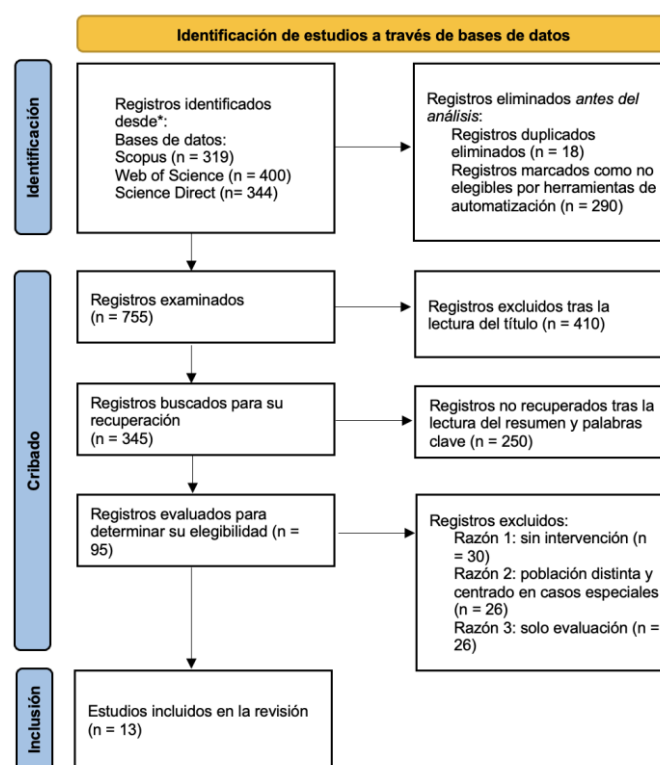 Identificación de estudios a través de bases de datos
Identificación
Registros identificados
desde*:
Bases de datos:
Scopus (n = 319)
Web of Science (n = 400)
Science Direct (n= 344)
Registros eliminados antes del
análisis:
Registros duplicados
eliminados (n = 18)
Registros marcados como no
elegibles por herramientas de
automatización (n = 290)
Cribado
Registros examinados
(n = 755)
Registros excluidos tras la
lectura del título (n = 410)
Registros buscados para su
recuperación
(n = 345)
Registros no recuperados tras la
lectura del resumen y palabras
clave (n = 250)
Registros evaluados para
determinar su elegibilidad (n =
95)
Registros excluidos:
Razón 1: sin intervención (n
= 30)
Razón 2: población distinta y
centrado en casos especiales
(n = 26)
Razón 3: solo evaluación (n =
26)
Inclusión
Estudios incluidos en la revisión
(n = 13)